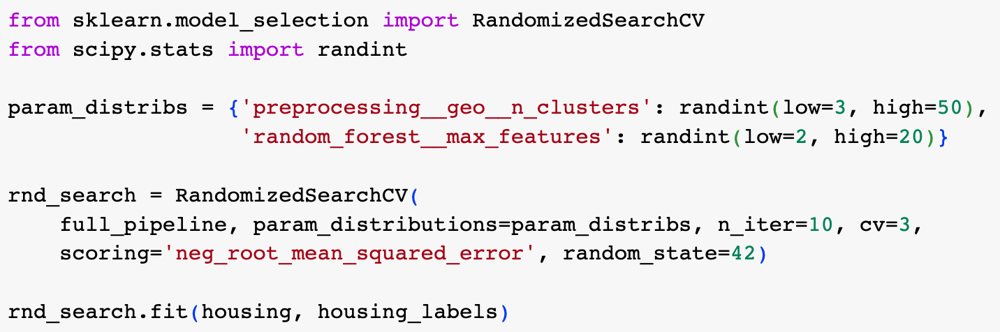 from sklearn.model_selection import RandomizedSearchCV
from scipy.stats import randint
param_distribs = {'preprocessing__geo__n_clusters': randint(low=3, high=50),
'random_forest__max_features': randint(low=2, high=20)}
rnd_search = RandomizedSearchCV(
full_pipeline, param_distributions=param_distribs, n_iter=10, cv=3,
scoring='neg_root_mean_squared_error', random_state=42)
rnd_search.fit(housing, housing_labels)